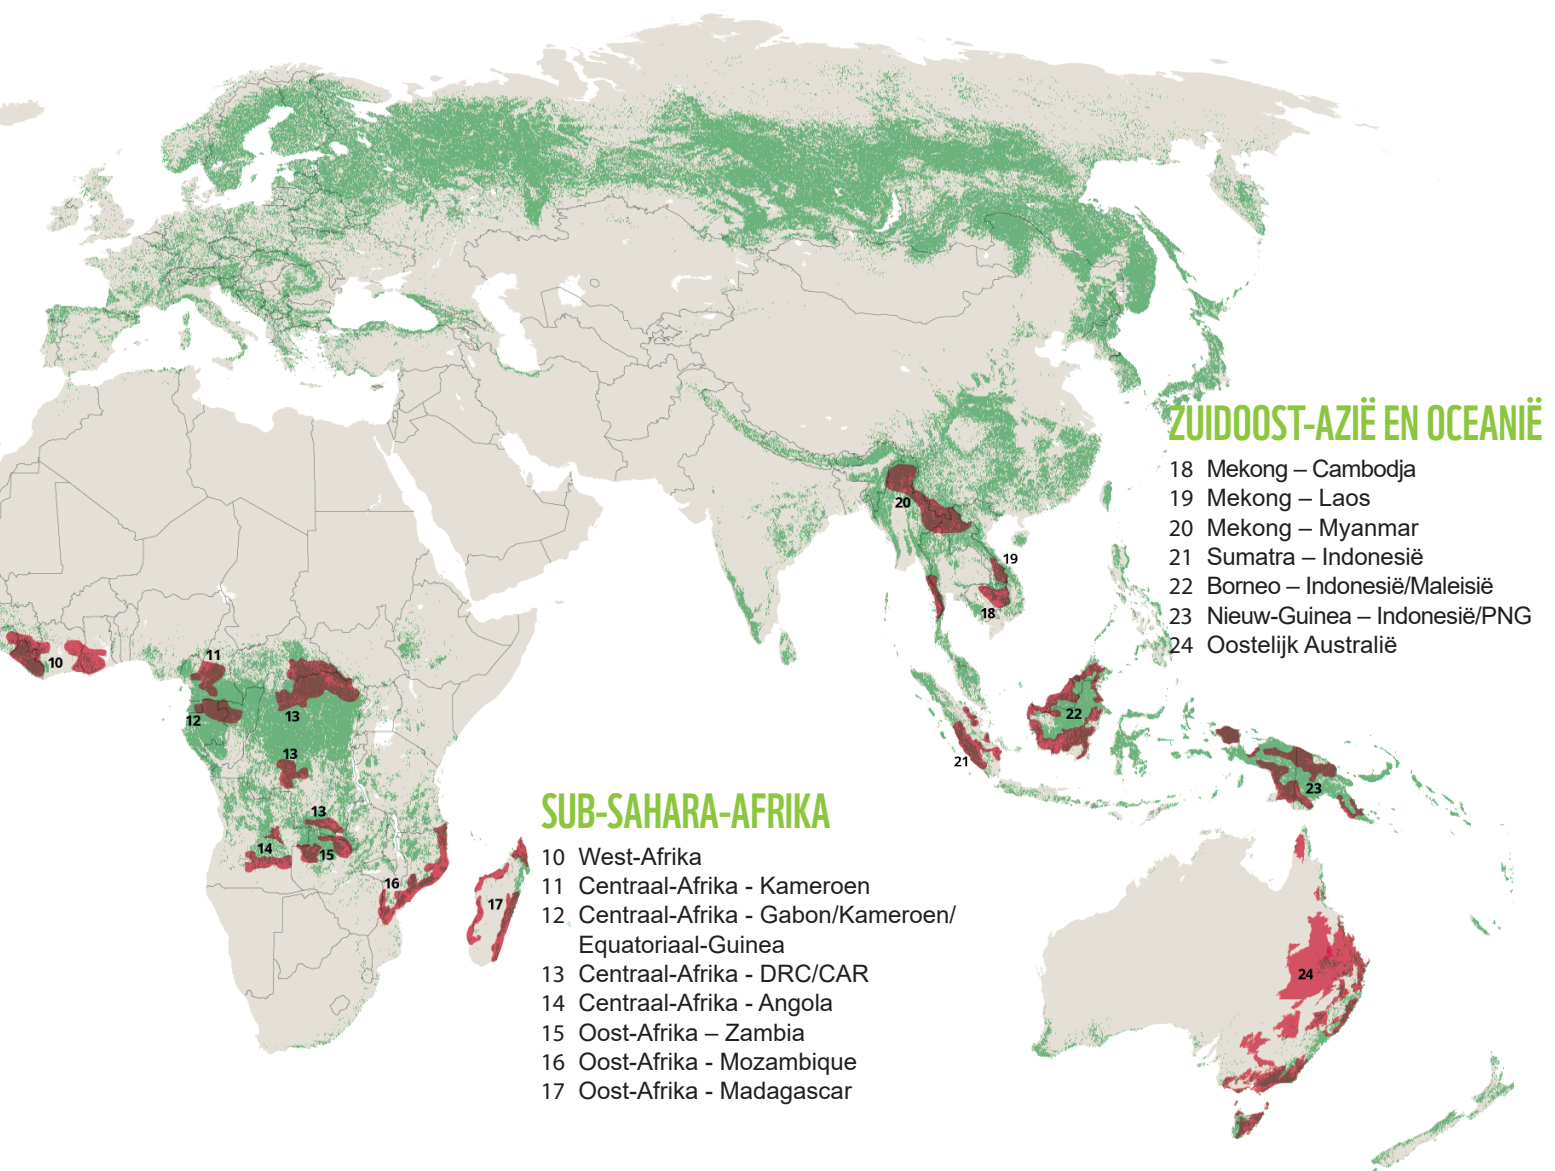 ZUIDOOST-AZIË EN OCEANIË
18 Mekong – Cambodja
19 Mekong – Laos
20 Mekong – Myanmar
21 Sumatra – Indonesië
22 Borneo – Indonesië/Maleisië
23 Nieuw-Guinea – Indonesië/PNG
24 Oostelijk Australië
20
19
18
10
11
13
12
22
13
21
23
SUB-SAHARA-AFRIKA
10 West-Afrika
11 Centraal-Afrika - Kameroen
12 Centraal-Afrika - Gabon/Kameroen/
Equatoriaal-Guinea
13 Centraal-Afrika - DRC/CAR
14 Centraal-Afrika - Angola
15 Oost-Afrika – Zambia
16 Oost-Afrika - Mozambique
17 Oost-Afrika - Madagascar
13
14
15
16
17
24